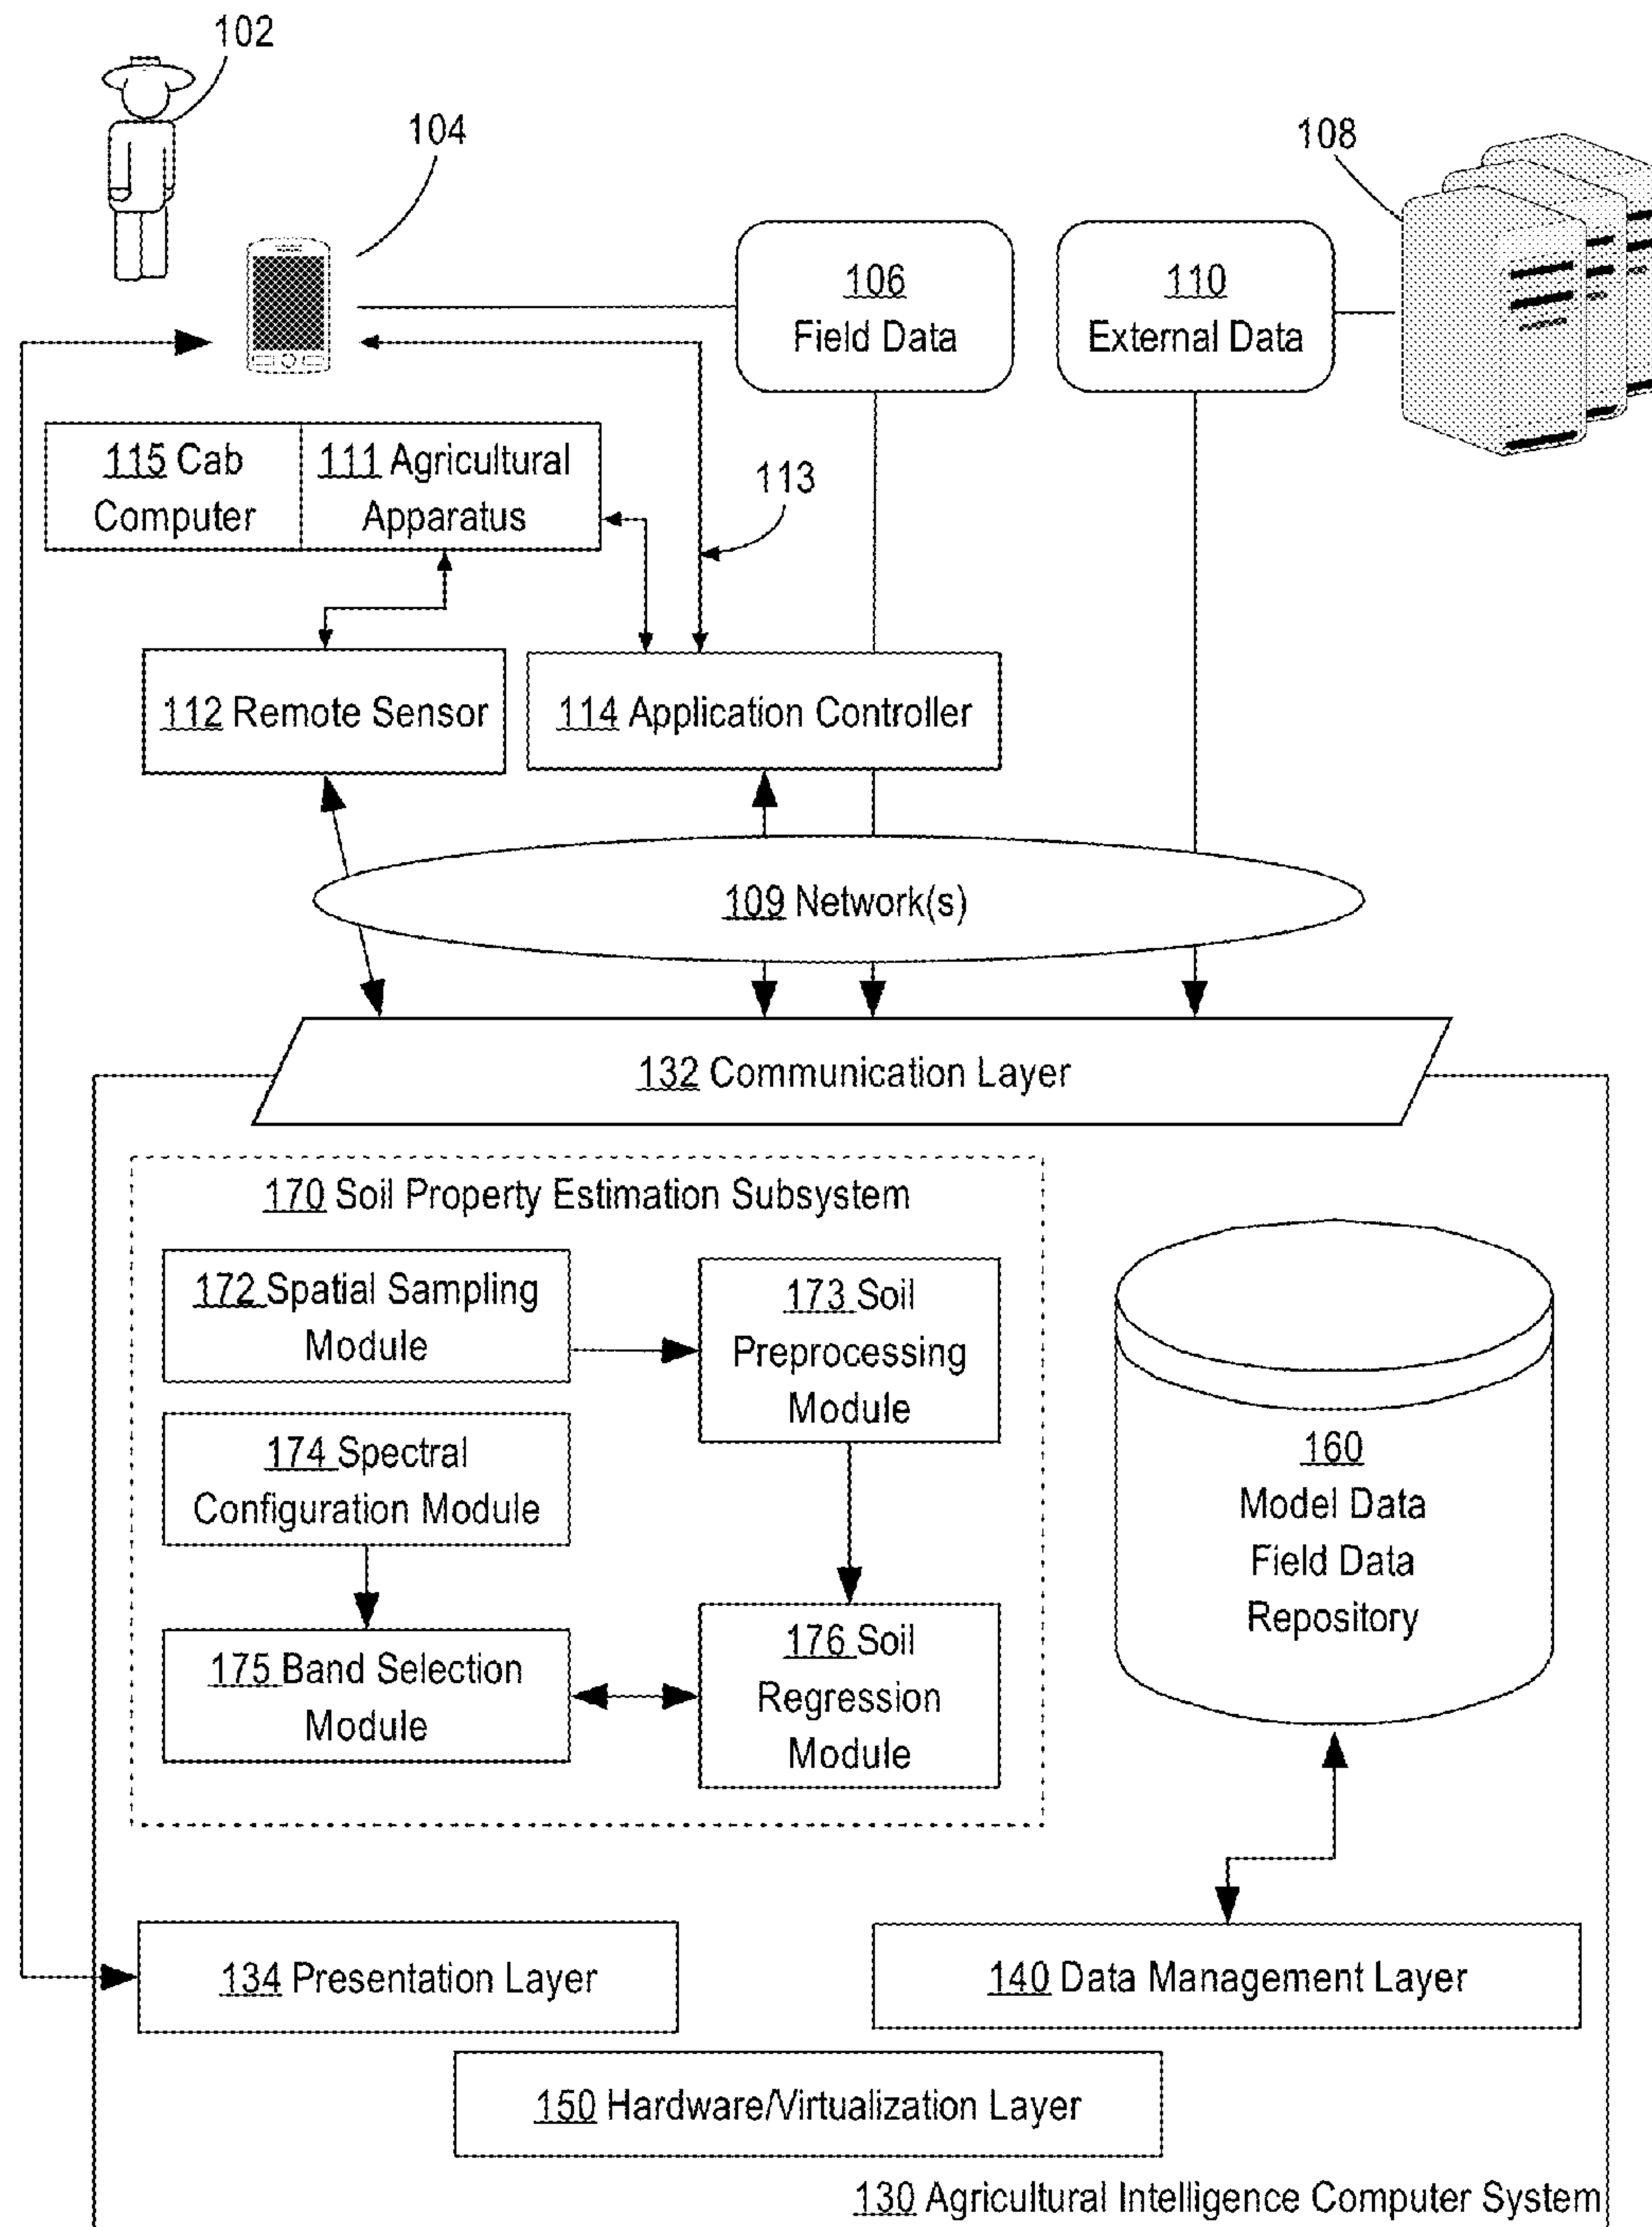 102
104
108
106
Field Data
110
External Data
115 Cab
Computer
111 Agricultural
Apparatus
113
112 Remote Sensor
114 Application Controller
109 Network(s)
132 Communication Layer
170 Soil Property Estimation Subsystem
172 Spatial Sampling
Module
173 Soil
Preprocessing
Module
174 Spectral
Configuration Module
160
Model Data
Field Data
Repository
175 Band Selection
Module
176 Soil
Regression
Module
134 Presentation Layer
140 Data Management Layer
150 Hardware/Virtualization Layer
130 Agricultural Intelligence Computer System